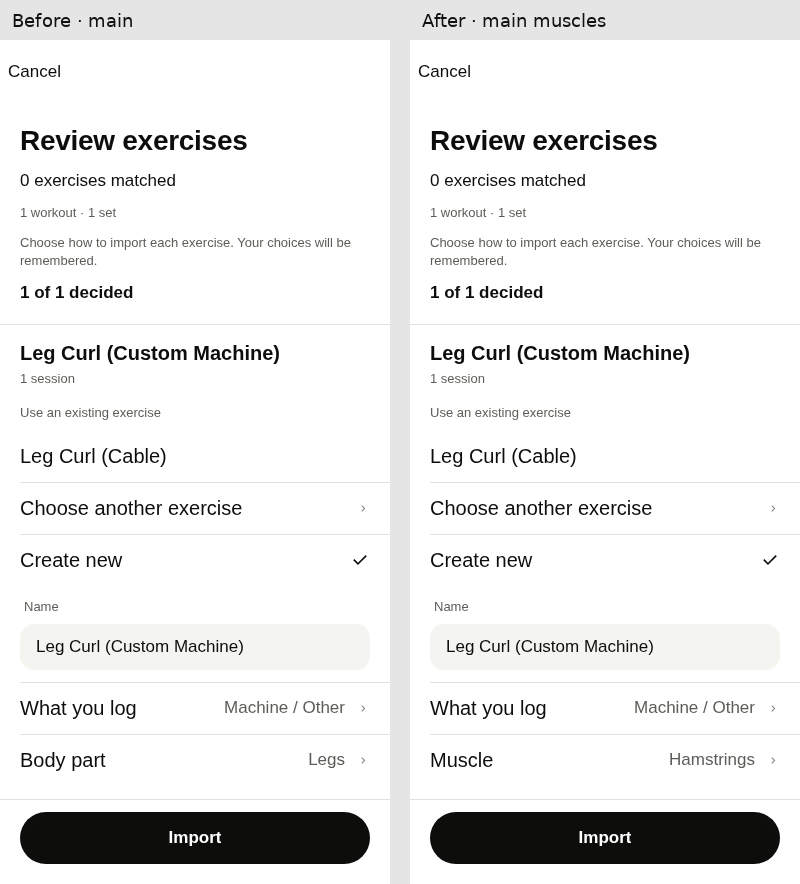 Before · main
Cancel
Review exercises
0 exercises matched
1 workout · 1 set
Choose how to import each exercise. Your choices will be
remembered.
1 of 1 decided
Leg Curl (Custom Machine)
1 session
Use an existing exercise
Leg Curl (Cable)
Choose another exercise
Create new
Name
Leg Curl (Custom Machine)
What you log Machine / Other
Body part Legs
Import
After · main muscles
Cancel
Review exercises
0 exercises matched
1 workout · 1 set
Choose how to import each exercise. Your choices will be
remembered.
1 of 1 decided
Leg Curl (Custom Machine)
1 session
Use an existing exercise
Leg Curl (Cable)
Choose another exercise
Create new
Name
Leg Curl (Custom Machine)
What you log Machine / Other
Muscle Hamstrings
Import